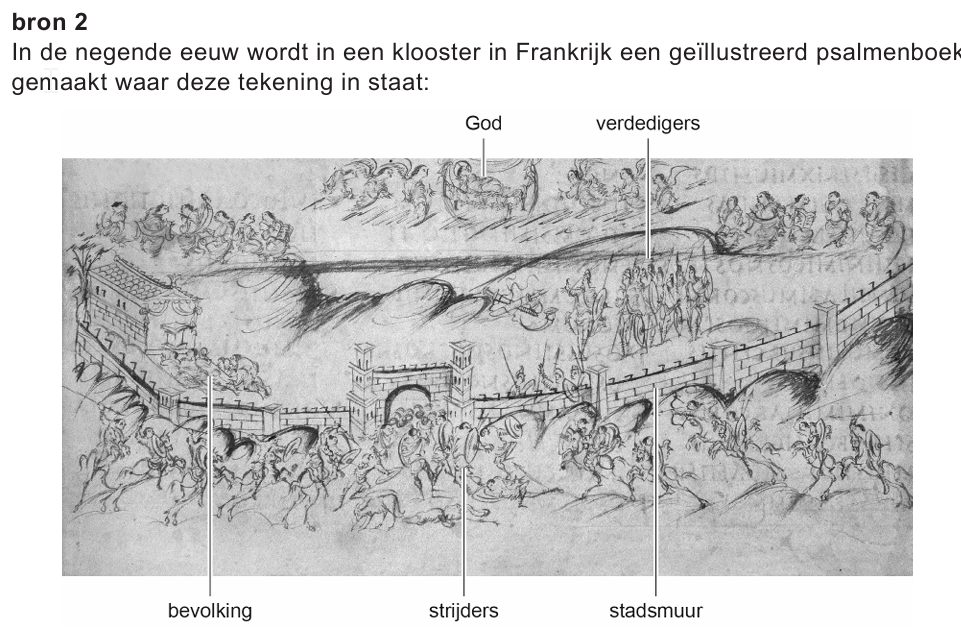 bron 2
In de negende eeuw wordt in een klooster in Frankrijk een geïllustreerd psalmenboek
gemaakt waar deze tekening in staat:
God
verdedigers
bevolking
strijders
stadsmuur